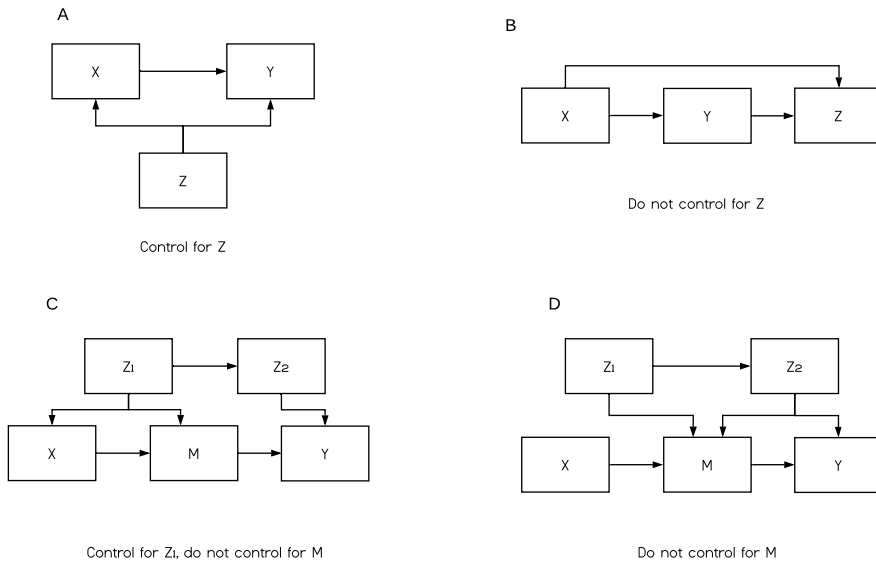 A
X
Y
Z
Control for Z
B
X
Y
Z
Do not control for Z
C
Z1
Z2
X
M
Y
Control for Z1, do not control for M
D
Z1
Z2
X
M
Y
Do not control for M